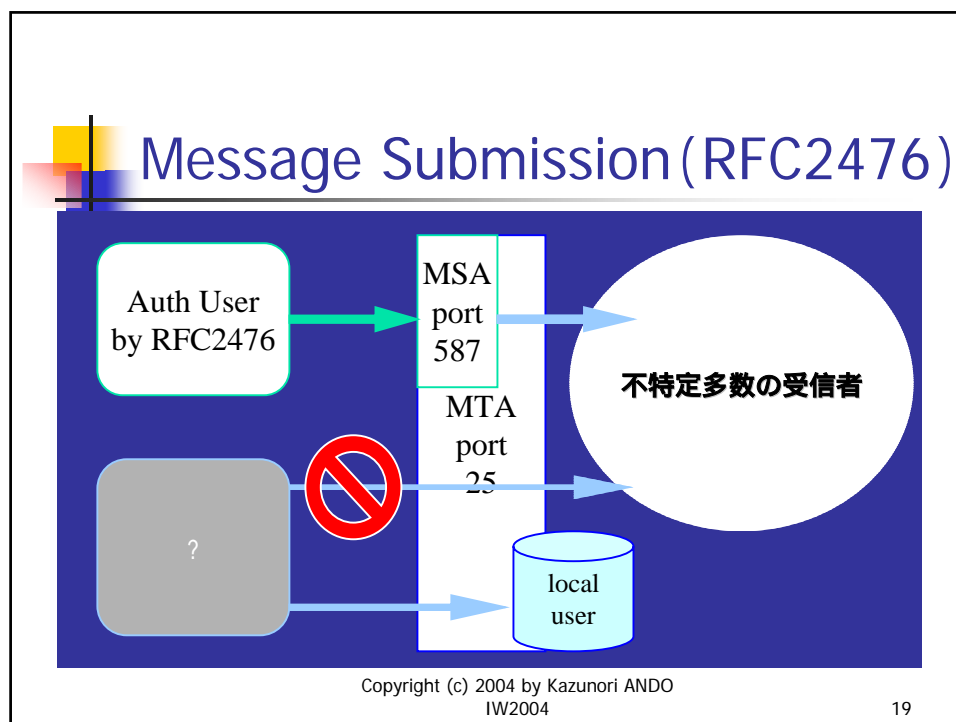 Message Submission(RFC2476)
Auth User
by RFC2476
MSA
port
587
MTA
port
25
不特定多数の受信者
?
local
user
Copyright (c) 2004 by Kazunori ANDO
IW2004
19